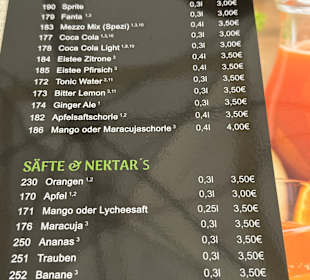 190 Sprite 0,3l 3,00€
179 Fanta 1,2 0,3l 3,00€
183 Mezzo Mix (Spezi) 1,3,10 0,4l 3,50€
177 Coca Cola 1,3,10 0,3l 3,00€
178 Coca Cola Light 1,9,10 0,3l 3,00€
184 Eistee Zitrone 3 0,4l 3,50€
185 Eistee Pfirsich 3 0,4l 3,50€
172 Tonic Water 3,11 0,3l 3,50€
173 Bitter Lemon 3,11 0,3l 3,50€
174 Ginger Ale 1 0,3l 3,50€
182 Apfelsaftschorle 1,2 0,4l 3,50€
186 Mango oder Maracujaschorle 3 0,4l 4,00€
SÄFTE & NEKTAR´S
230 Orangen 1,2 0,3l 3,50€
170 Apfel 1,2 0,3l 3,50€
171 Mango oder Lycheesaft 0,25l 3,50€
176 Maracuja 3 0,3l 3,50€
250 Ananas 3 0,3l 3,50€
251 Trauben 0,3l 3,50€
252 Banane 3 0,3l 3,50€